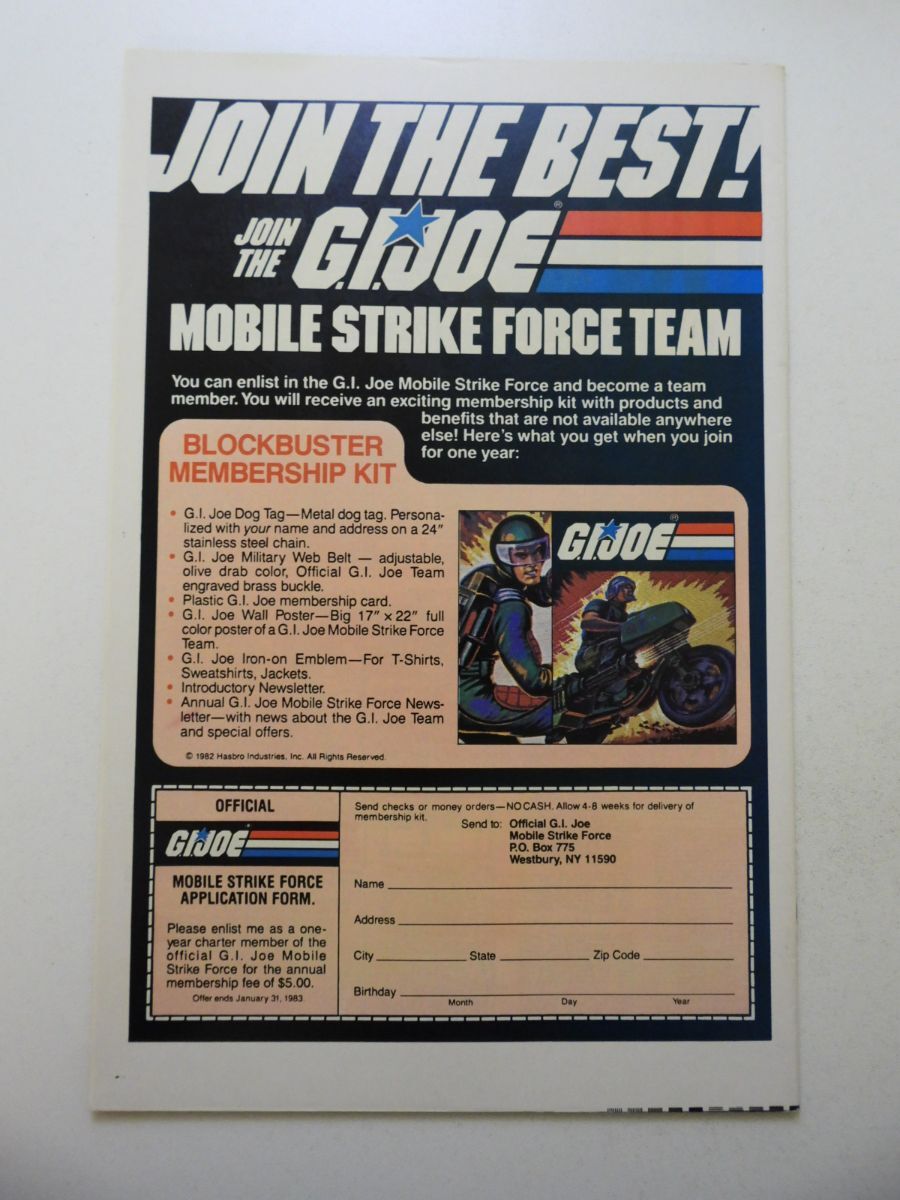 JOIN THE BEST!
JOIN
THE
G.I.JOE®
MOBILE STRIKE FORCE TEAM
You can enlist in the G.I. Joe Mobile Strike Force and become a team
member. You will receive an exciting membership kit with products and
benefits that are not available anywhere
else! Here's what you get when you join
for one year:
BLOCKBUSTER
MEMBERSHIP KIT
• G.I. Joe Dog Tag—Metal dog tag. Persona-
lized with your name and address on a 24"
stainless steel chain.
• G.I. Joe Military Web Belt — adjustable,
olive drab color, Official G.I. Joe Team
engraved brass buckle.
• Plastic G.I. Joe membership card.
• G.I. Joe Wall Poster—Big 17" x 22" full
color poster of a G.I. Joe Mobile Strike Force
Team.
• G.I. Joe Iron-on Emblem—For T-Shirts,
Sweatshirts, Jackets.
• Introductory Newsletter.
• Annual G.I. Joe Mobile Strike Force News-
letter—with news about the G.I. Joe Team
and special offers.
© 1982 Hasbro Industries, Inc. All Rights Reserved.
G.I.JOE®
OFFICIAL
G.I.JOE
MOBILE STRIKE FORCE
APPLICATION FORM.
Please enlist me as a one-
year charter member of the
official G.I. Joe Mobile
Strike Force for the annual
membership fee of $5.00.
Offer ends January 31, 1983.
Send checks or money orders—NO CASH. Allow 4-8 weeks for delivery of
membership kit.
Send to: Official G.I. Joe
Mobile Strike Force
P.O. Box 775
Westbury, NY 11590
Name
Address
City State Zip Code
Birthday
Month Day Year